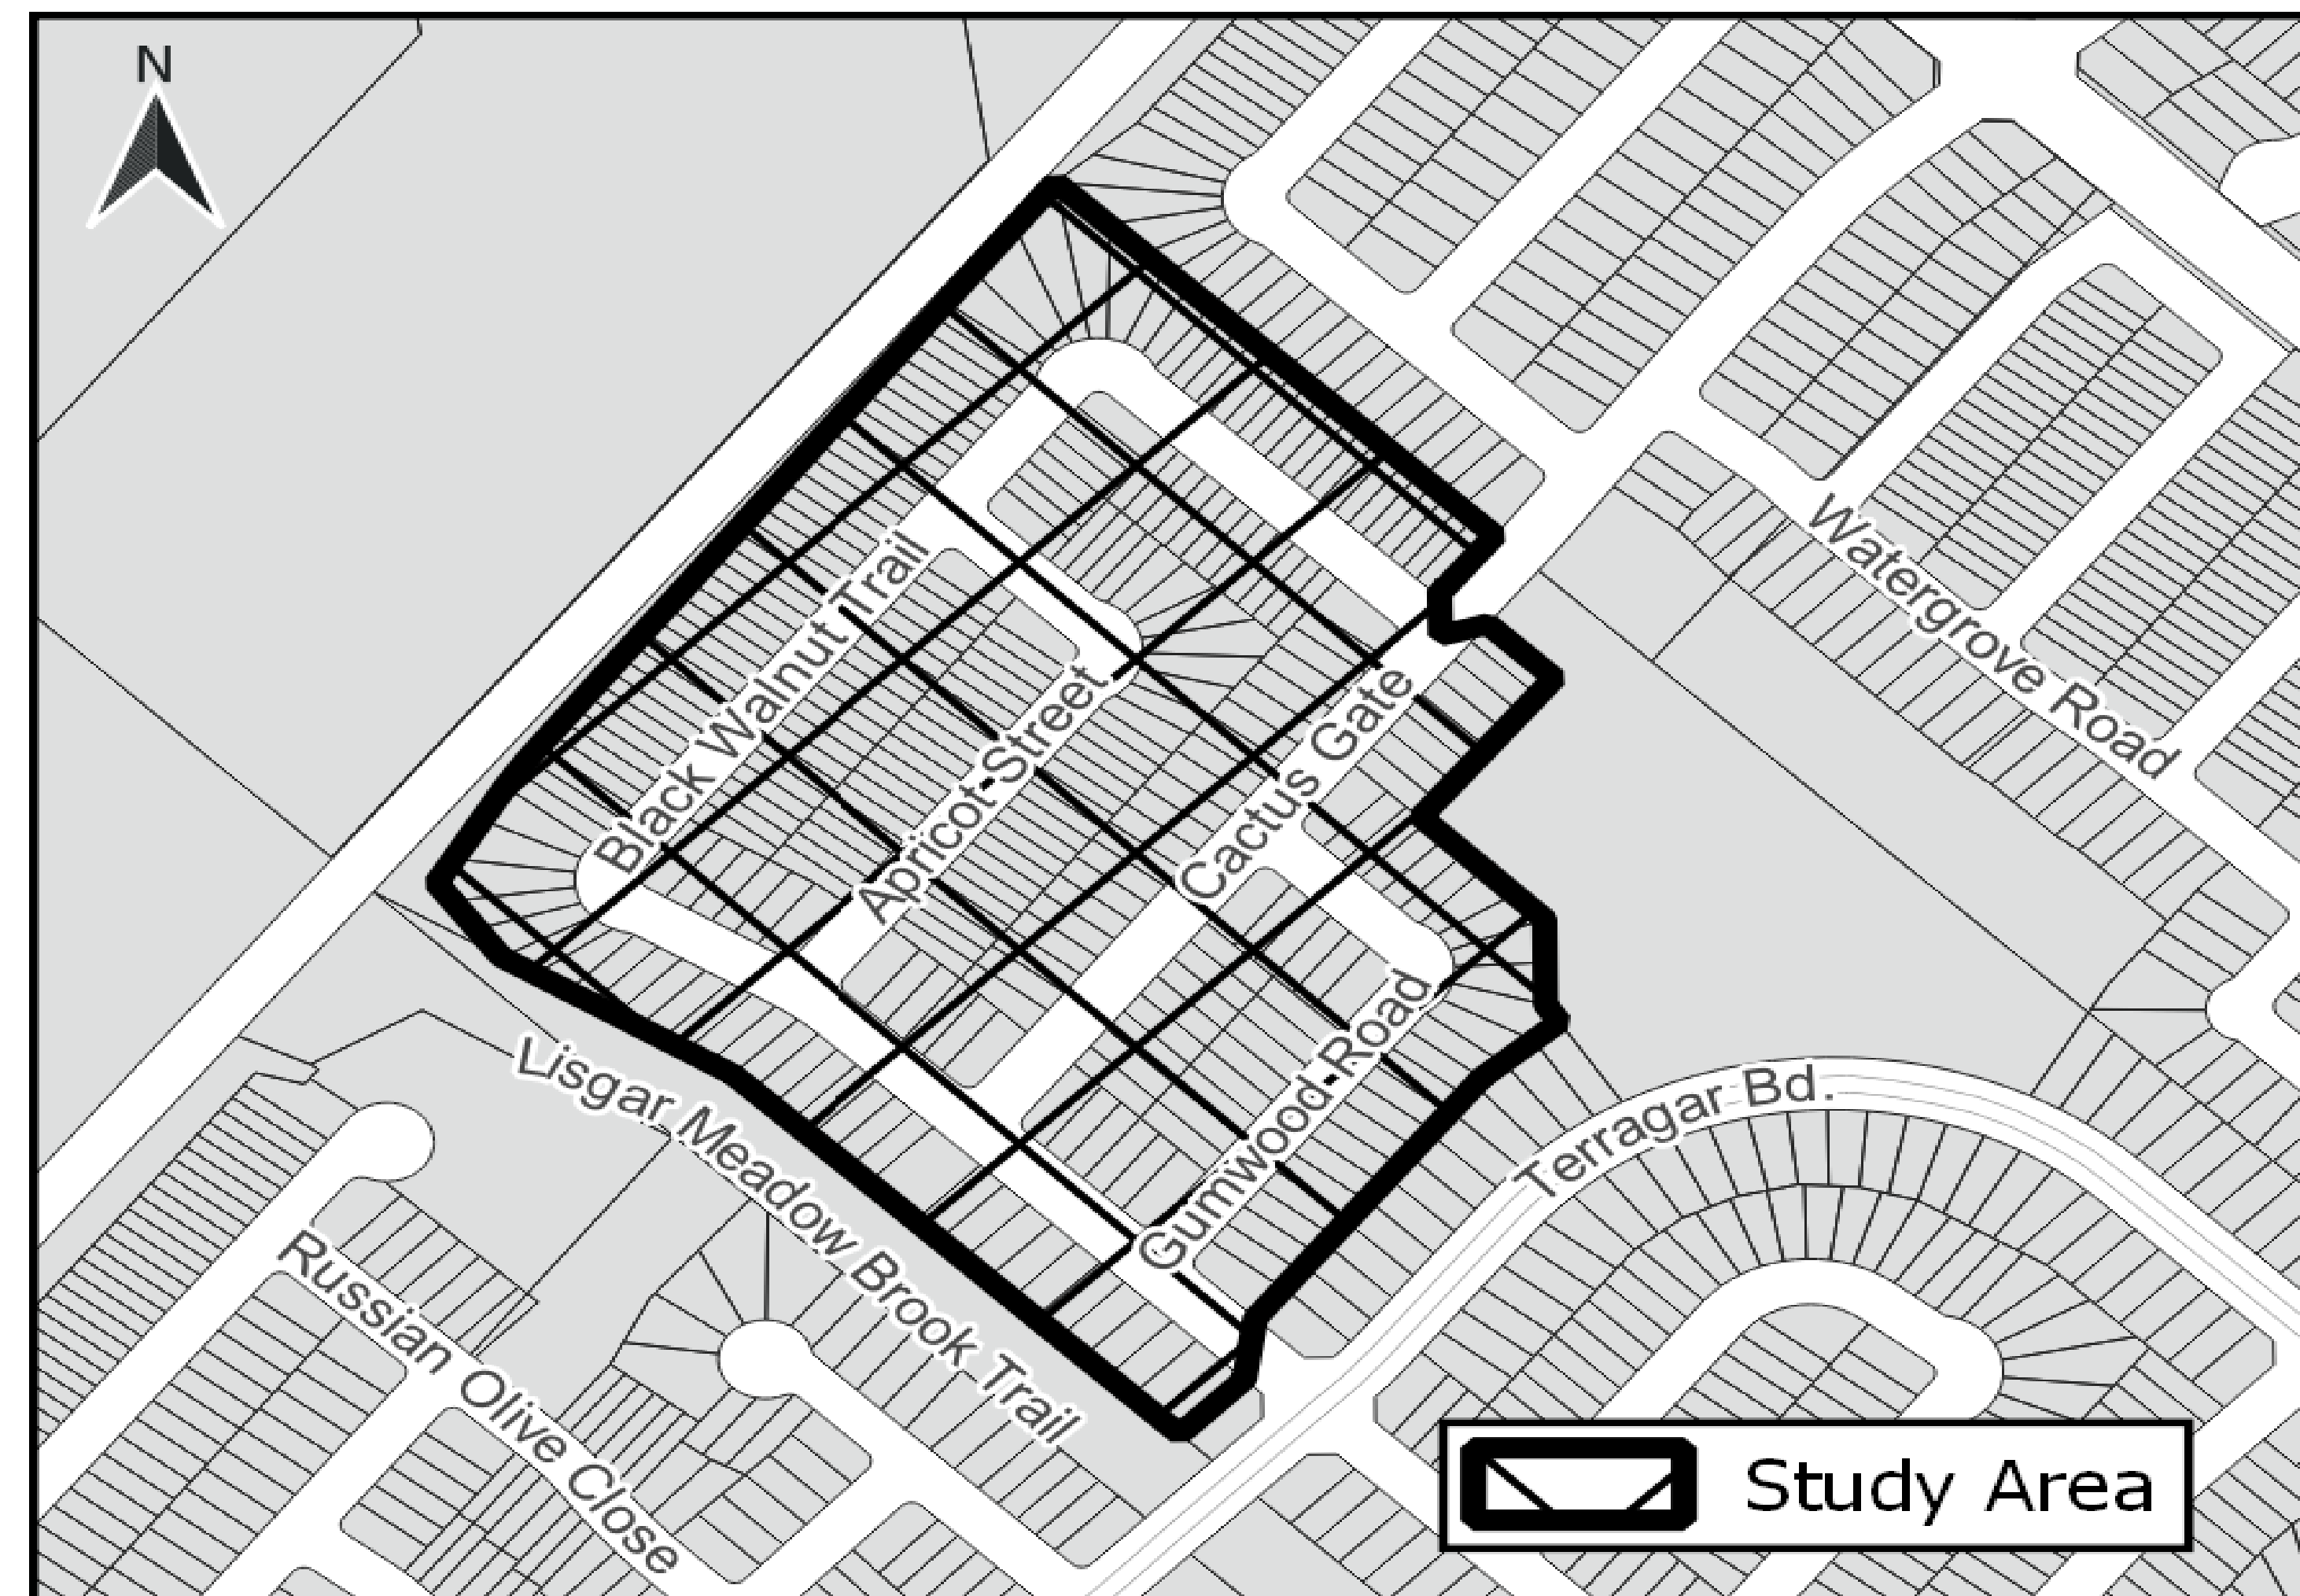 N
Watergrove Road
Black Walnut Trail
Apricot Street
Cactus Gate
Gumwood Road
Lisgar Meadow Brook Trail
Terragar Bd.
Russian Olive Close
Study Area